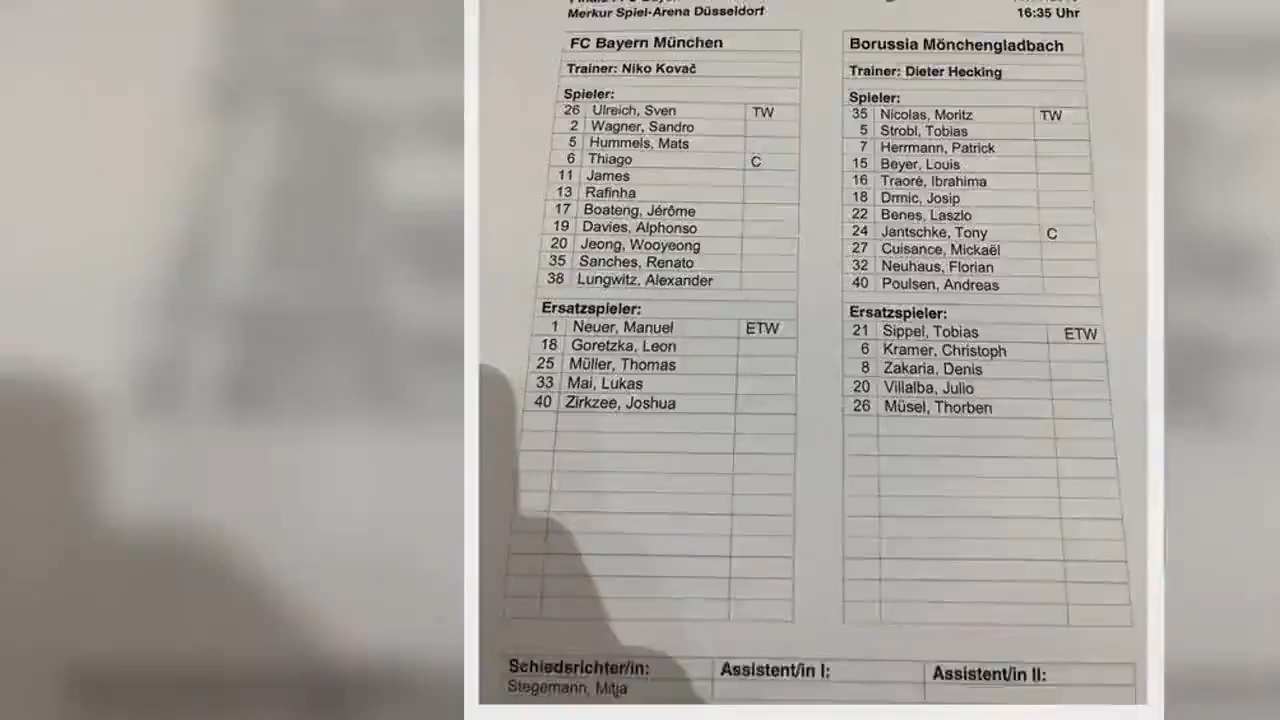 Merkur Spiel-Arena Düsseldorf
16:35 Uhr
FC Bayern München
Trainer: Niko Kovač
Spieler:
26 Ulreich, Sven TW
2 Wagner, Sandro
5 Hummels, Mats
6 Thiago C
11 James
13 Rafinha
17 Boateng, Jérôme
19 Davies, Alphonso
20 Jeong, Wooyeong
35 Sanches, Renato
38 Lungwitz, Alexander
Ersatzspieler:
1 Neuer, Manuel ETW
18 Goretzka, Leon
25 Müller, Thomas
33 Mai, Lukas
40 Zirkzee, Joshua
Borussia Mönchengladbach
Trainer: Dieter Hecking
Spieler:
35 Nicolas, Moritz TW
5 Strobl, Tobias
7 Herrmann, Patrick
15 Beyer, Louis
16 Traoré, Ibrahima
18 Drmic, Josip
22 Benes, Laszlo
24 Jantschke, Tony C
27 Cuisance, Mickaël
32 Neuhaus, Florian
40 Poulsen, Andreas
Ersatzspieler:
21 Sippel, Tobias ETW
6 Kramer, Christoph
8 Zakaria, Denis
20 Villalba, Julio
26 Müsel, Thorben
Schiedsrichter/in:
Stegemann, Mitja
Assistent/in I:
Assistent/in II: